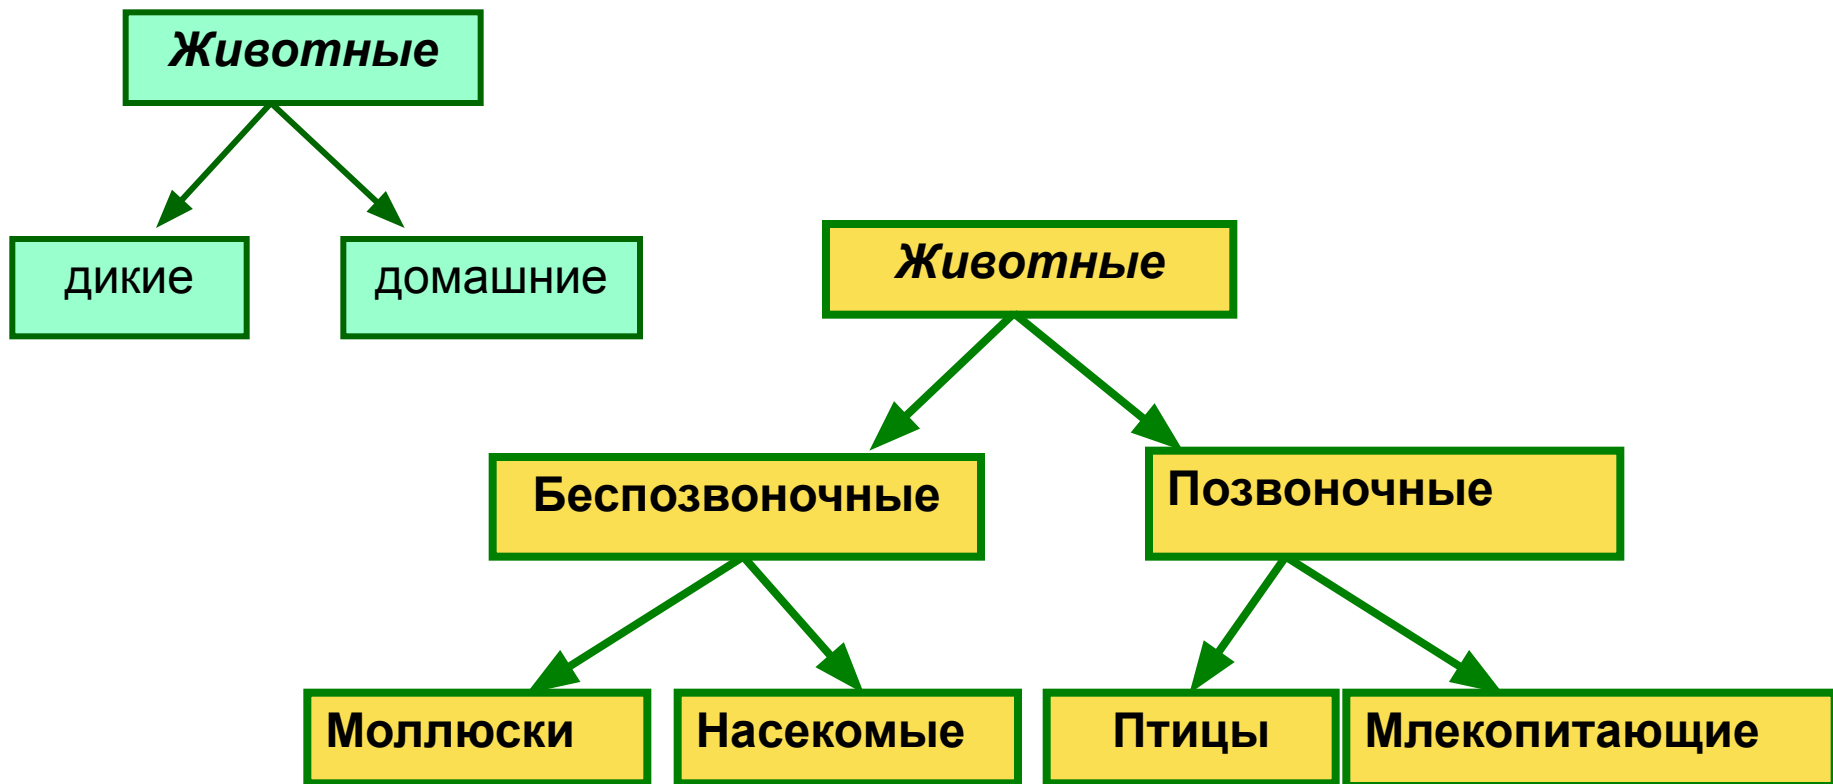 Животные
дикие
домашние
Животные
Беспозвоночные
Позвоночные
Моллюски
Насекомые
Птицы
Млекопитающие